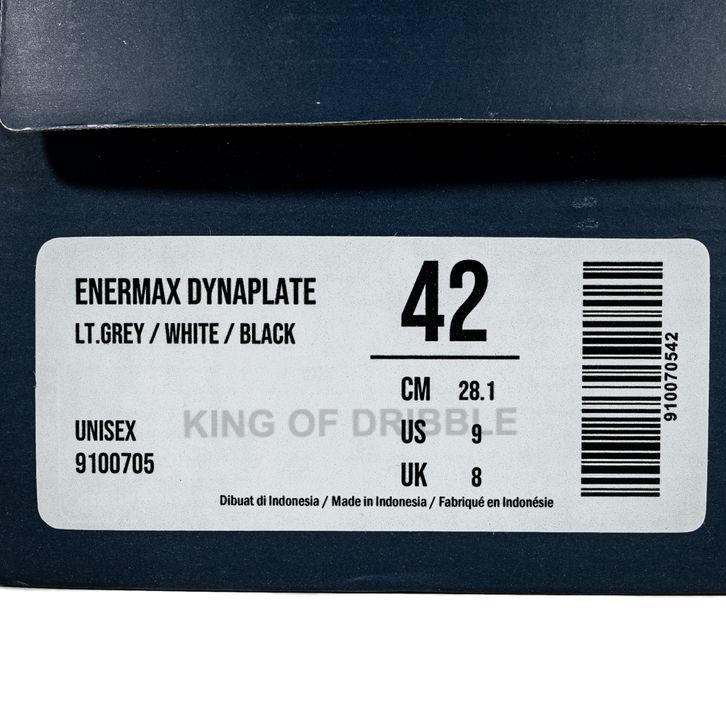 ENERMAX DYNAPLATE
LT.GREY / WHITE / BLACK
42
CM 28.1
US 9
UK 8
KING OF DRIBBLE
UNISEX
9100705
Dibuat di Indonesia / Made in Indonesia / Fabriqué en Indonésie
910070542